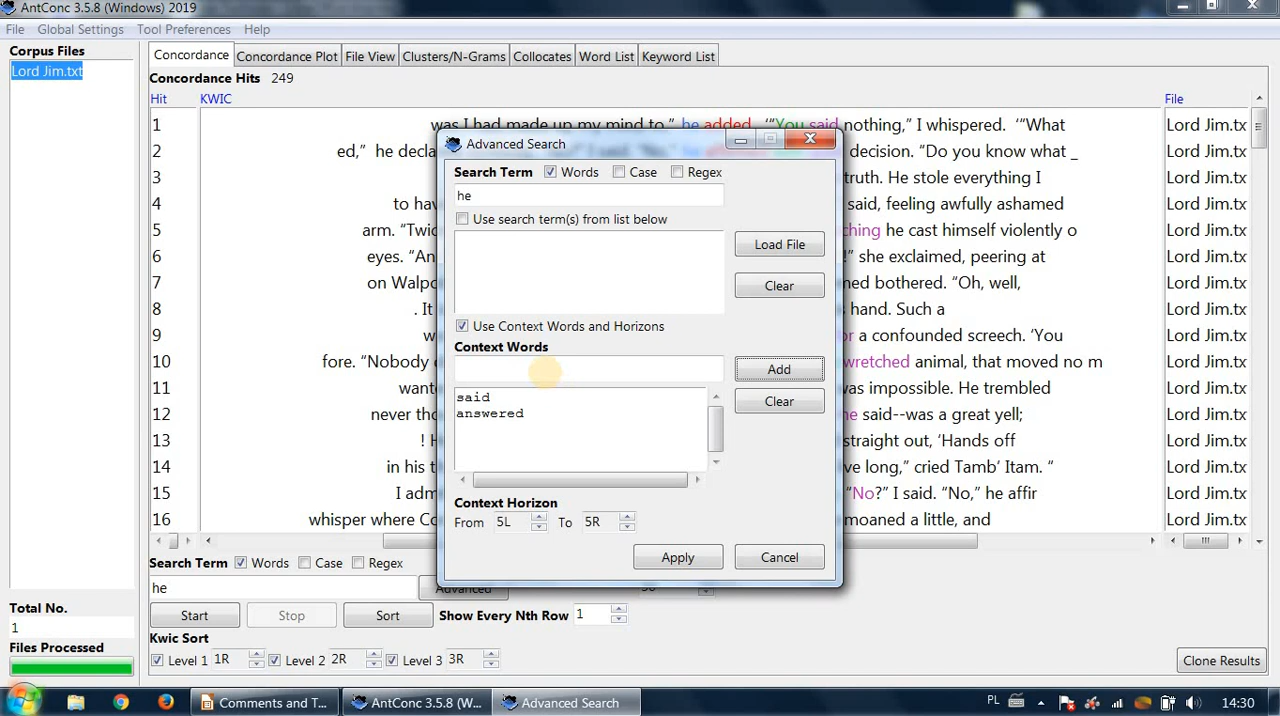 AntConc 3.5.8 (Windows) 2019
File Global Settings Tool Preferences Help
Corpus Files
Lord Jim.txt
Concordance Concordance Plot File View Clusters/N-Grams Collocates Word List Keyword List
Concordance Hits 249
Hit KWIC File
1 was I had made up my mind to," he added. '"You said nothing," I whispered. '"What Lord Jim.tx
2 ed," he decla decision. "Do you know what _ Lord Jim.tx
3 truth. He stole everything I Lord Jim.tx
4 to hav said, feeling awfully ashamed Lord Jim.tx
5 arm. "Twic ching he cast himself violently o Lord Jim.tx
6 eyes. "An !" she exclaimed, peering at Lord Jim.tx
7 on Walpo ned bothered. "Oh, well, Lord Jim.tx
8 . It s hand. Such a Lord Jim.tx
9 w or a confounded screech. 'You Lord Jim.tx
10 fore. "Nobody wretched animal, that moved no m Lord Jim.tx
11 want was impossible. He trembled Lord Jim.tx
12 never tho he said--was a great yell; Lord Jim.tx
13 ! H straight out, 'Hands off Lord Jim.tx
14 in his t ve long," cried Tamb' Itam. " Lord Jim.tx
15 I adm "No?" I said. "No," he affir Lord Jim.tx
16 whisper where Co moaned a little, and Lord Jim.tx
Advanced Search
Search Term Words Case Regex
he
Use search term(s) from list below
Load File
Clear
Use Context Words and Horizons
Context Words
Add
said
answered
Clear
Context Horizon
From 5L To 5R
Apply Cancel
Search Term Words Case Regex
he Advanced
Start Stop Sort Show Every Nth Row 1
Kwic Sort
Level 1 1R Level 2 2R Level 3 3R Clone Results
Total No.
1
Files Processed
Comments and T... AntConc 3.5.8 (W... Advanced Search PL 14:30